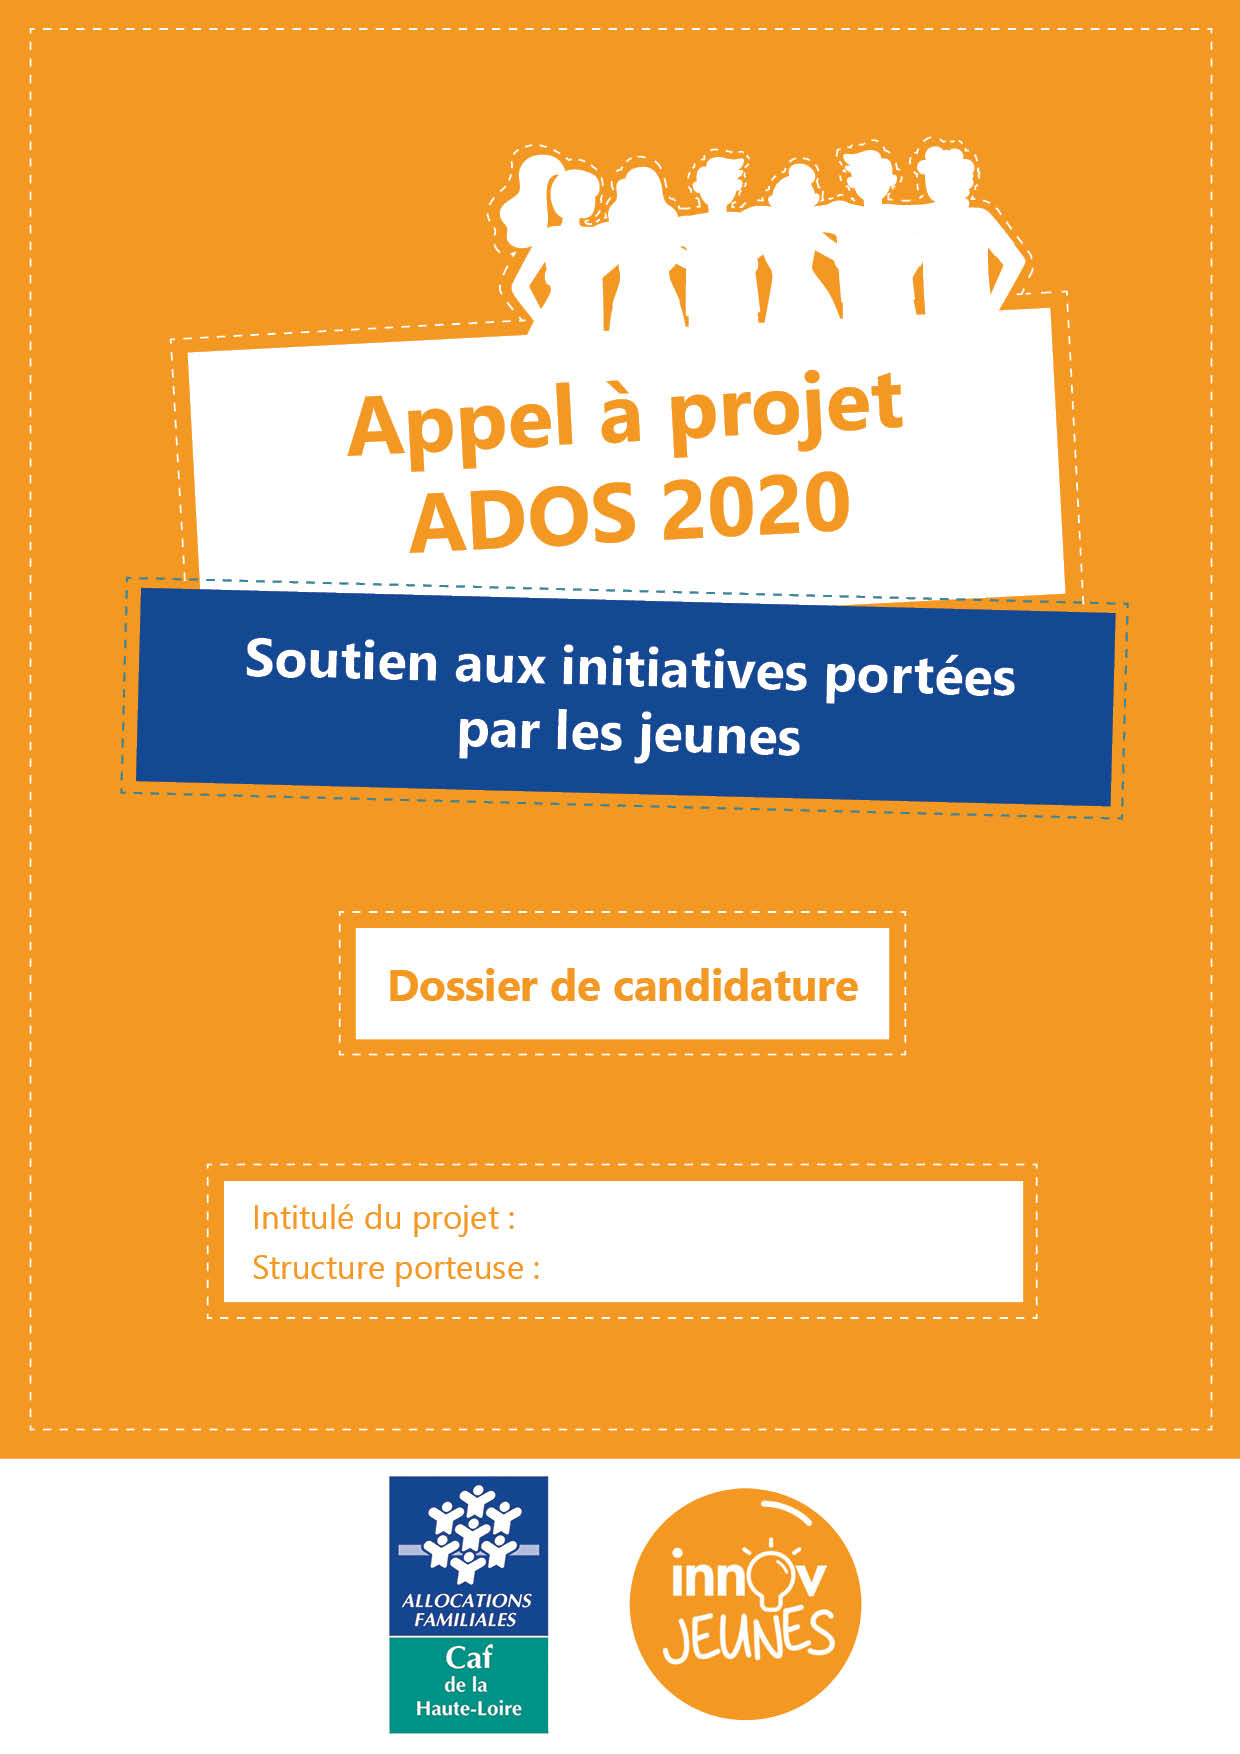 Appel à projet
ADOS 2020
Soutien aux initiatives portées
par les jeunes
Dossier de candidature
Intitulé du projet :
Structure porteuse :
ALLOCATIONS
FAMILIALES
Caf
de la
Haute-Loire
innov
JEUNES